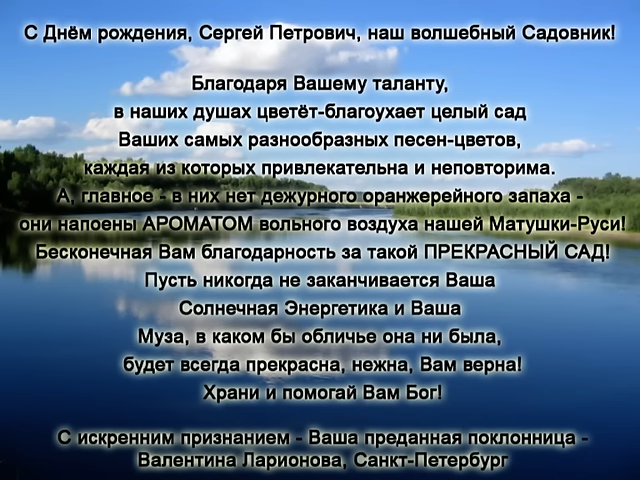 С Днём рождения, Сергей Петрович, наш волшебный Садовник!
Благодаря Вашему таланту,
в наших душах цветёт-благоухает целый сад
Ваших самых разнообразных песен-цветов,
каждая из которых привлекательна и неповторима.
А, главное - в них нет дежурного оранжерейного запаха -
они напоены АРОМАТОМ вольного воздуха нашей Матушки-Руси!
Бесконечная Вам благодарность за такой ПРЕКРАСНЫЙ САД!
Пусть никогда не заканчивается Ваша
Солнечная Энергетика и Ваша
Муза, в каком бы обличье она ни была,
будет всегда прекрасна, нежна, Вам верна!
Храни и помогай Вам Бог!
С искренним признанием - Ваша преданная поклонница -
Валентина Ларионова, Санкт-Петербург